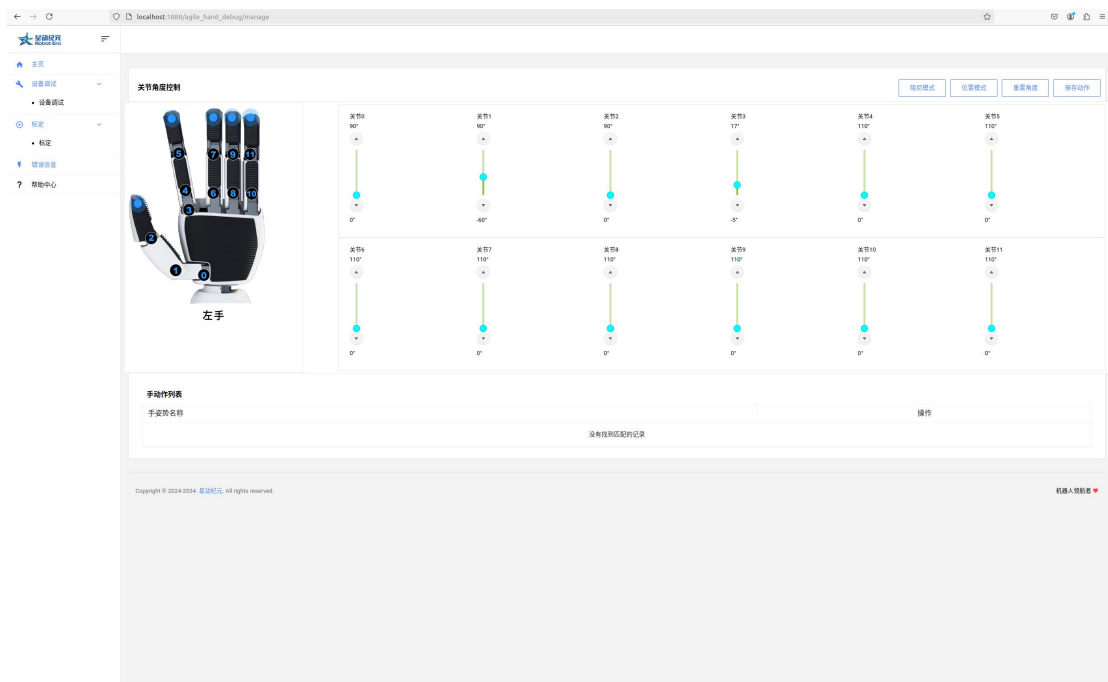 localhost:1888/agile_hand_debug/manage
星动纪元
Robot Era
主页
设备调试
设备调试
标定
标定
错误信息
帮助中心
关节角度控制
阻尼模式 位置模式 重置角度 保存动作
5 7 9 11
4 6 8 10
3
2
1 0
左手
关节0 关节1 关节2 关节3 关节4 关节5
90° 90° 90° 17° 110° 110°
0° -60° 0° -5° 0° 0°
关节6 关节7 关节8 关节9 关节10 关节11
110° 110° 110° 110° 110° 110°
0° 0° 0° 0° 0° 0°
手动作列表
手姿势名称 操作
没有找到匹配的记录
Copyright © 2024-2034. 星动纪元. All rights reserved.
机器人领航者